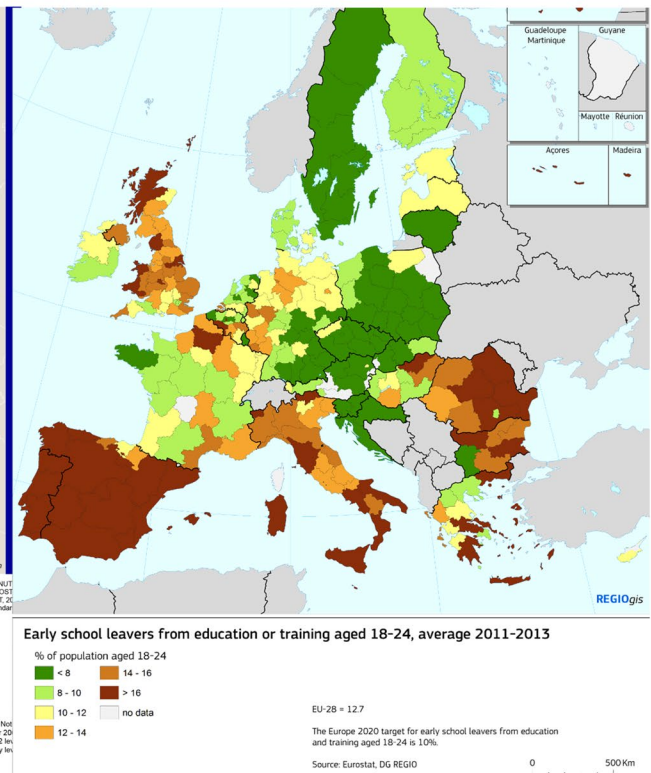 Guadeloupe
Martinique
Guyane
Mayotte
Réunion
Açores
Madeira
REGIOgis
Early school leavers from education or training aged 18-24, average 2011-2013
% of population aged 18-24
< 8
8 - 10
10 - 12
12 - 14
14 - 16
> 16
no data
EU-28 = 12.7
The Europe 2020 target for early school leavers from education
and training aged 18-24 is 10%.
Source: Eurostat, DG REGIO
0
500 Km